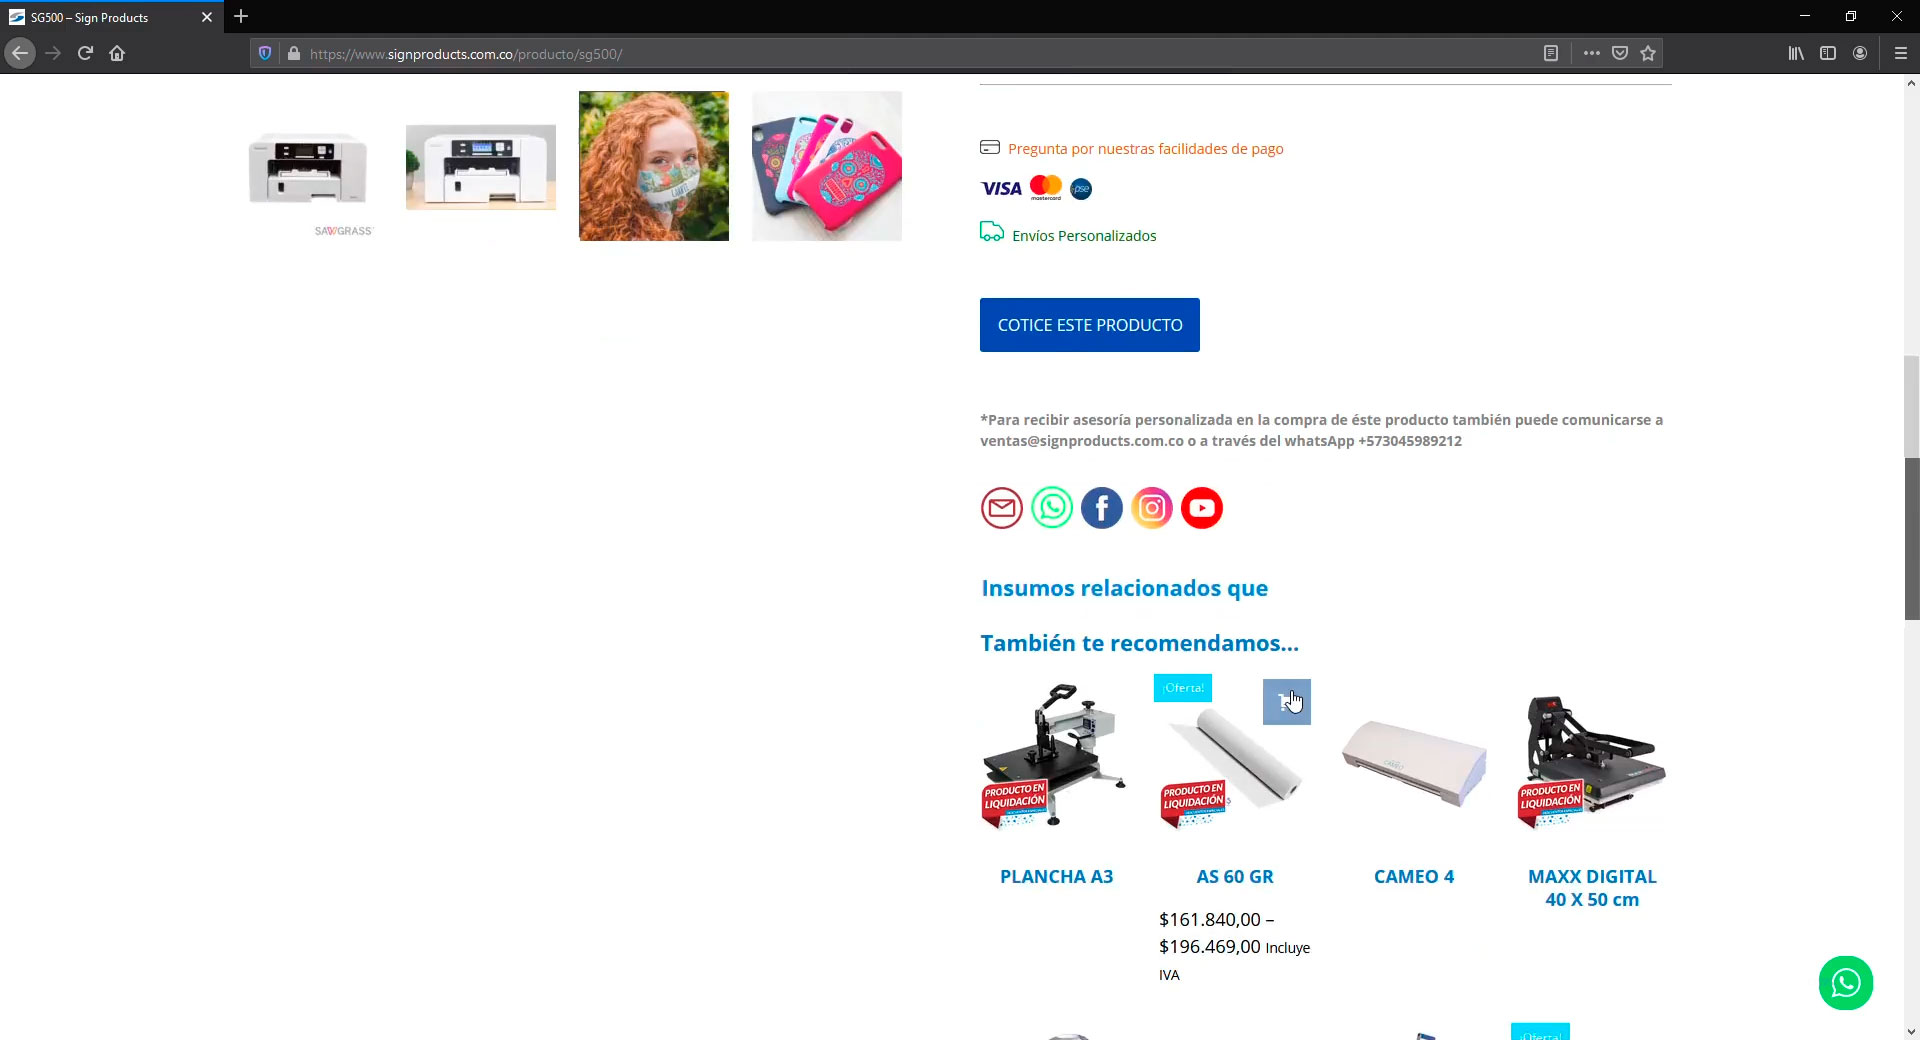 SG500 – Sign Products
https://www.signproducts.com.co/producto/sg500/
SAWGRASS
Pregunta por nuestras facilidades de pago
VISA
mastercard
pse
Envíos Personalizados
COTICE ESTE PRODUCTO
*Para recibir asesoría personalizada en la compra de éste producto también puede comunicarse a
ventas@signproducts.com.co o a través del whatsApp +573045989212
Insumos relacionados que
También te recomendamos...
¡Oferta!
PRODUCTO EN
LIQUIDACIÓN
PRODUCTO EN
LIQUIDACIÓN
CAMEO
PRODUCTO EN
LIQUIDACIÓN
PLANCHA A3
AS 60 GR
CAMEO 4
MAXX DIGITAL
40 X 50 cm
$161.840,00 –
$196.469,00 Incluye
IVA
¡Oferta!